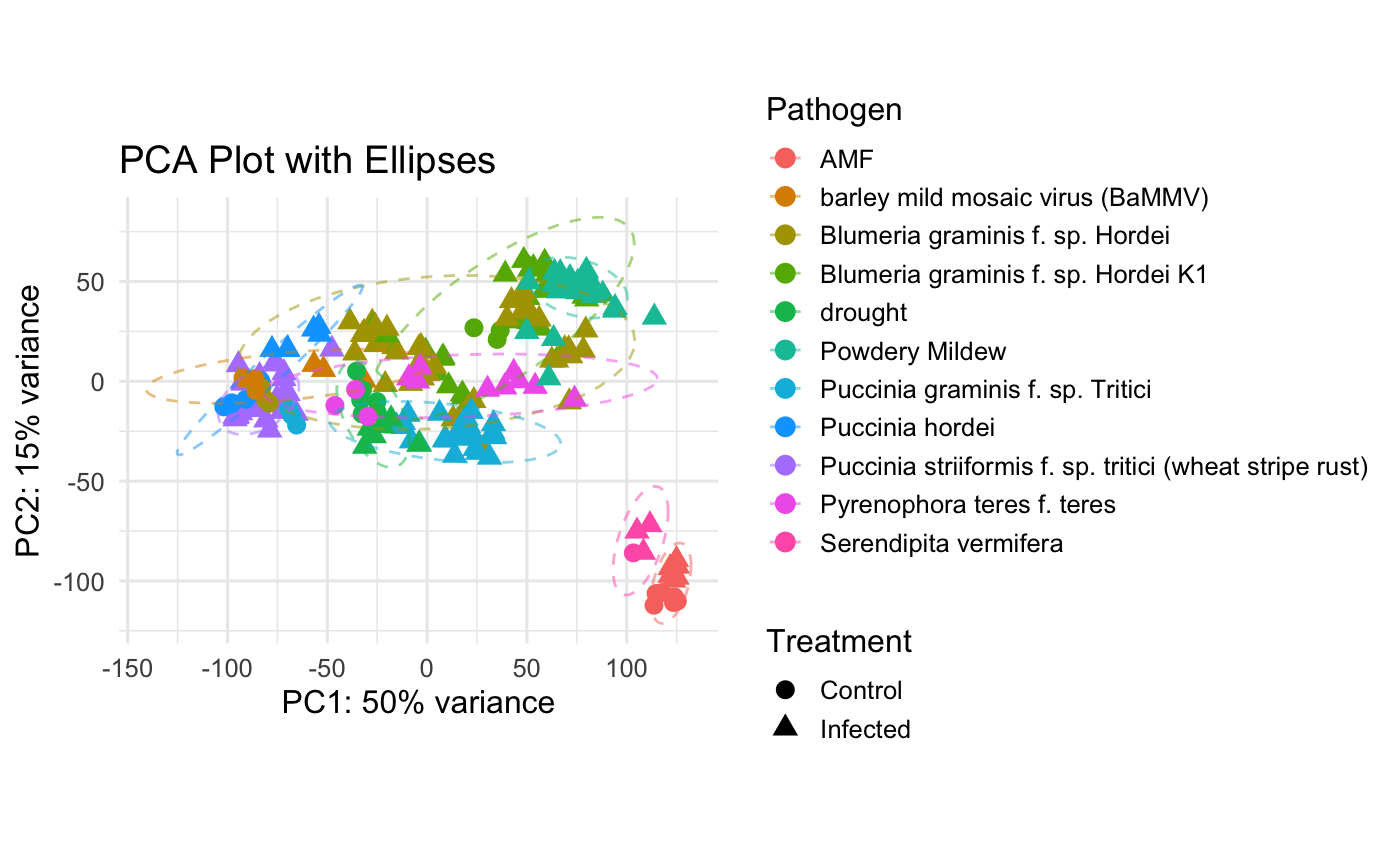 PCA Plot with Ellipses
PC2: 15% variance
50
0
-50
-100
-150 -100 -50 0 50 100
PC1: 50% variance
Pathogen
AMF
barley mild mosaic virus (BaMMV)
Blumeria graminis f. sp. Hordei
Blumeria graminis f. sp. Hordei K1
drought
Powdery Mildew
Puccinia graminis f. sp. Tritici
Puccinia hordei
Puccinia striiformis f. sp. tritici (wheat stripe rust)
Pyrenophora teres f. teres
Serendipita vermifera
Treatment
Control
Infected